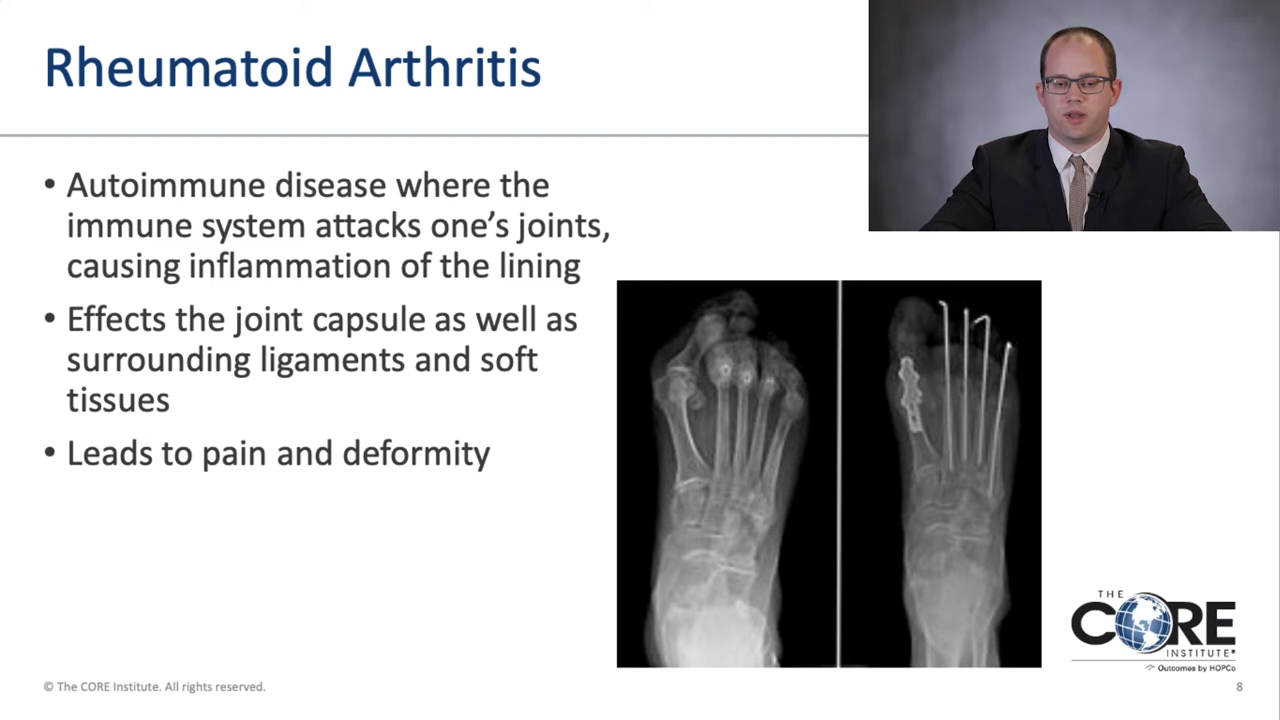 Rheumatoid Arthritis
• Autoimmune disease where the
immune system attacks one’s joints,
causing inflammation of the lining
• Effects the joint capsule as well as
surrounding ligaments and soft
tissues
• Leads to pain and deformity
THE
CORE
INSTITUTE®
Outcomes by HOPCo
© The CORE Institute. All rights reserved.
8